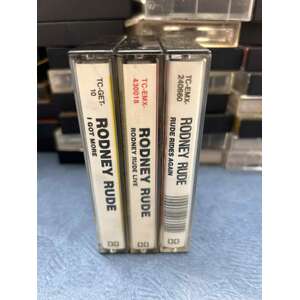 TC-GET-
10
RODNEY RUDE
I GOT MORE
TC-EMX-
430018
RODNEY RUDE
RODNEY RUDE LIVE
TC-EMX-
240660
RODNEY RUDE
RUDE RIDES AGAIN